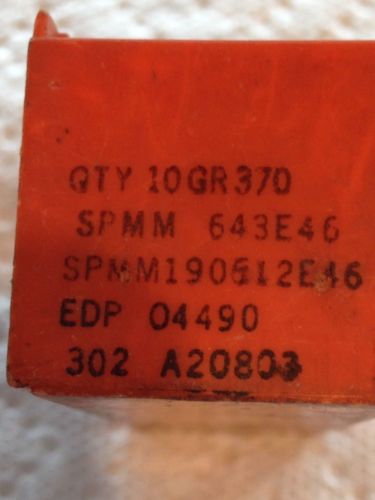 QTY 10GR370
SPMM 643E46
SPMM190612E46
EDP 04490
302 A20803